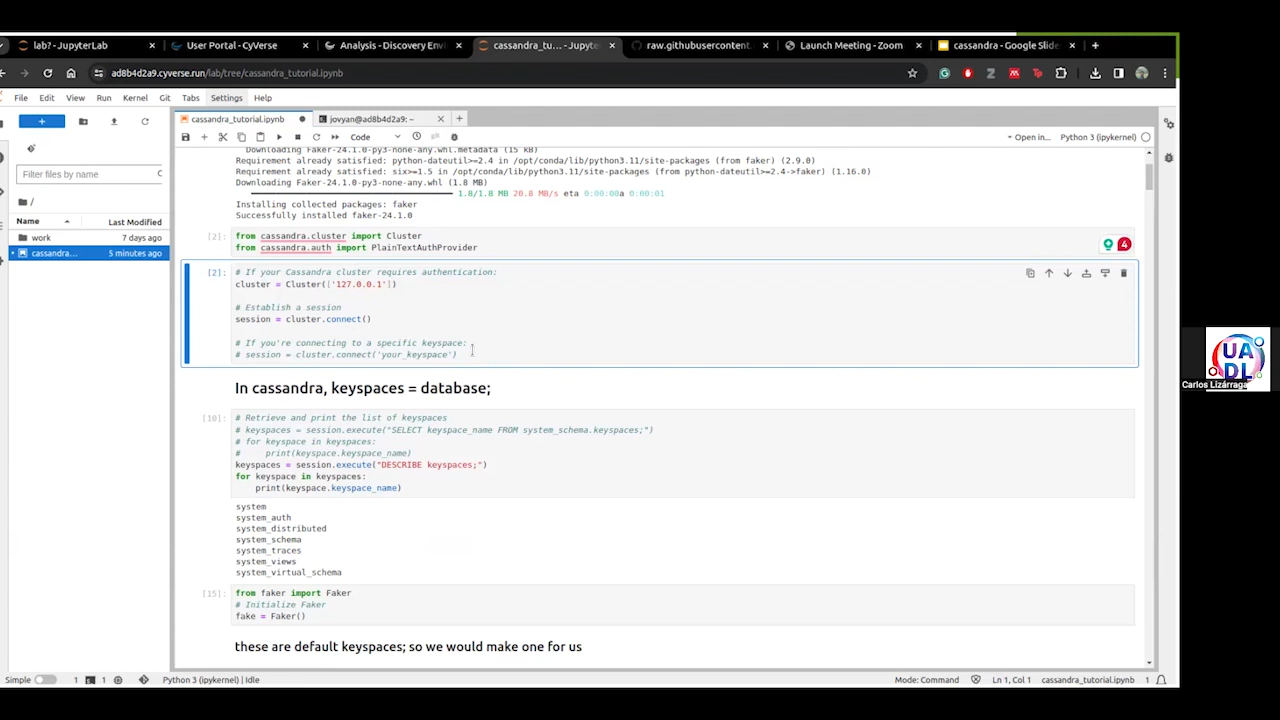 lab? - JupyterLab
User Portal - CyVerse
Analysis - Discovery Envi
cassandra_tu... - Jupyte
raw.githubusercontent.
Launch Meeting - Zoom
cassandra - Google Slide
ad8b4d2a9.cyverse.run/lab/tree/cassandra_tutorial.ipynb
File Edit View Run Kernel Git Tabs Settings Help
cassandra_tutorial.ipynb
jovyan@ad8b4d2a9: ~
Code
Open in...
Python 3 (ipykernel)
Filter files by name
/
Name
Last Modified
work
7 days ago
cassandra...
5 minutes ago
Downloading Faker-24.1.0-py3-none-any.whl.metadata (15 kB)
Requirement already satisfied: python-dateutil>=2.4 in /opt/conda/lib/python3.11/site-packages (from faker) (2.9.0)
Requirement already satisfied: six>=1.5 in /opt/conda/lib/python3.11/site-packages (from python-dateutil>=2.4->faker) (1.16.0)
Downloading Faker-24.1.0-py3-none-any.whl (1.8 MB)
1.8/1.8 MB 20.8 MB/s eta 0:00:00a 0:00:01
Installing collected packages: faker
Successfully installed faker-24.1.0
[2]: from cassandra.cluster import Cluster
from cassandra.auth import PlainTextAuthProvider
4
[2]: # If your Cassandra cluster requires authentication:
cluster = Cluster(['127.0.0.1'])
# Establish a session
session = cluster.connect()
# If you're connecting to a specific keyspace:
# session = cluster.connect('your_keyspace')
In cassandra, keyspaces = database;
[10]: # Retrieve and print the list of keyspaces
# keyspaces = session.execute("SELECT keyspace_name FROM system_schema.keyspaces;")
# for keyspace in keyspaces:
#     print(keyspace.keyspace_name)
keyspaces = session.execute("DESCRIBE keyspaces;")
for keyspace in keyspaces:
    print(keyspace.keyspace_name)
system
system_auth
system_distributed
system_schema
system_traces
system_views
system_virtual_schema
[15]: from faker import Faker
# Initialize Faker
fake = Faker()
these are default keyspaces; so we would make one for us
Simple
1
1
Python 3 (ipykernel) | Idle
Mode: Command
Ln 1, Col 1
cassandra_tutorial.ipynb
1
UA
DL
Carlos Lizárraga